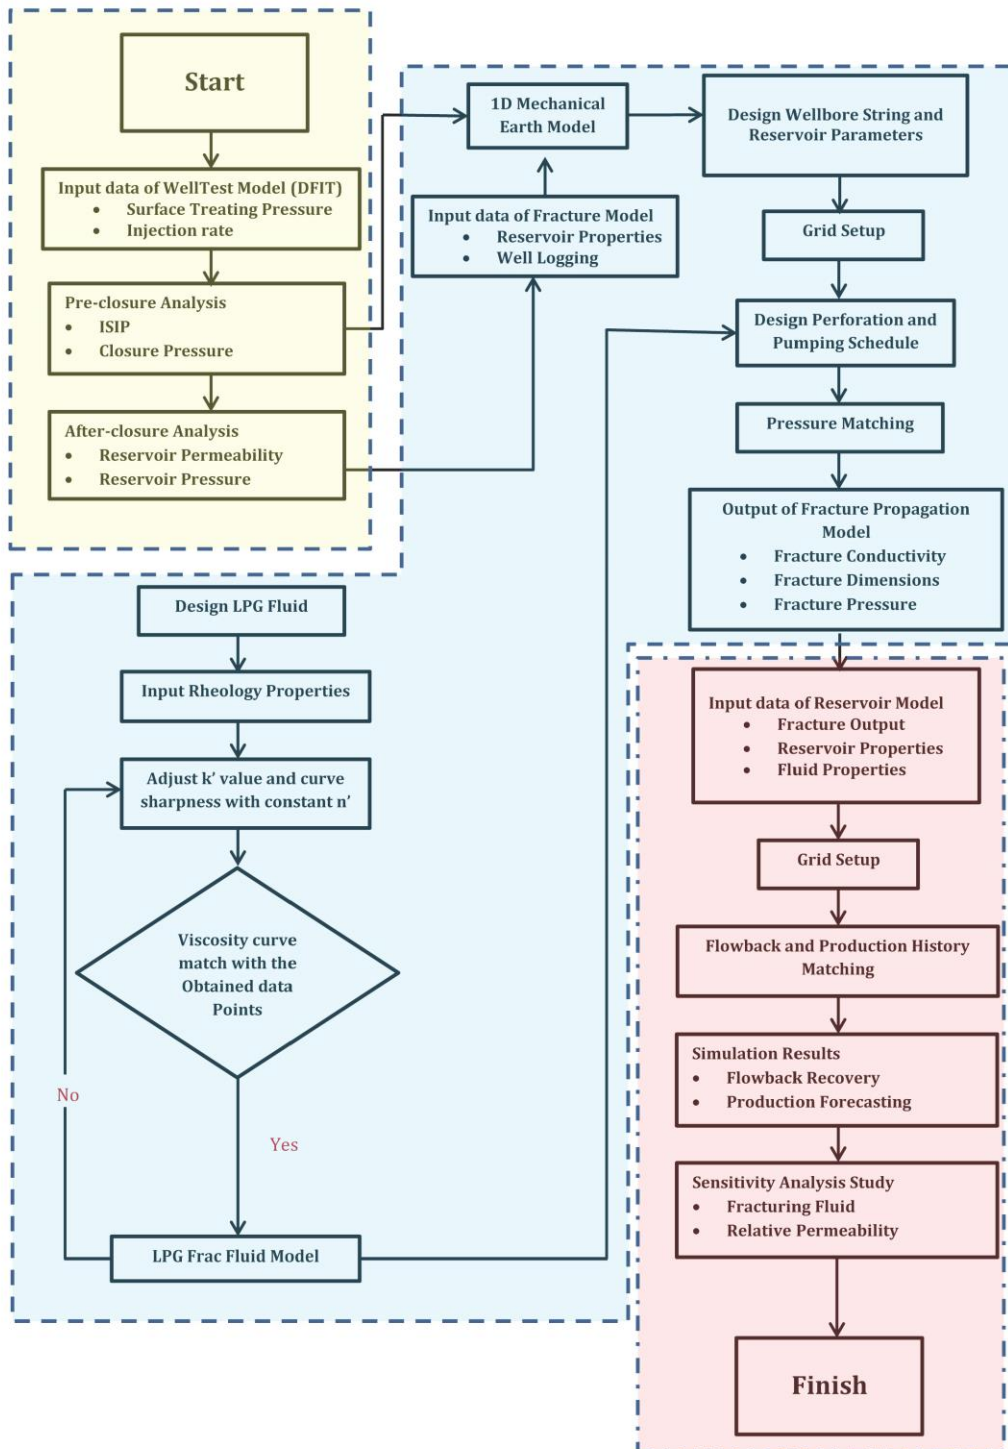 Start
Input data of WellTest Model (DFIT)
• Surface Treating Pressure
• Injection rate
Pre-closure Analysis
• ISIP
• Closure Pressure
After-closure Analysis
• Reservoir Permeability
• Reservoir Pressure
1D Mechanical
Earth Model
Input data of Fracture Model
• Reservoir Properties
• Well Logging
Design Wellbore String and
Reservoir Parameters
Grid Setup
Design Perforation and
Pumping Schedule
Pressure Matching
Output of Fracture Propagation
Model
• Fracture Conductivity
• Fracture Dimensions
• Fracture Pressure
Design LPG Fluid
Input Rheology Properties
Adjust k’ value and curve
sharpness with constant n’
Viscosity curve
match with the
Obtained data
Points
No
Yes
LPG Frac Fluid Model
Input data of Reservoir Model
• Fracture Output
• Reservoir Properties
• Fluid Properties
Grid Setup
Flowback and Production History
Matching
Simulation Results
• Flowback Recovery
• Production Forecasting
Sensitivity Analysis Study
• Fracturing Fluid
• Relative Permeability
Finish